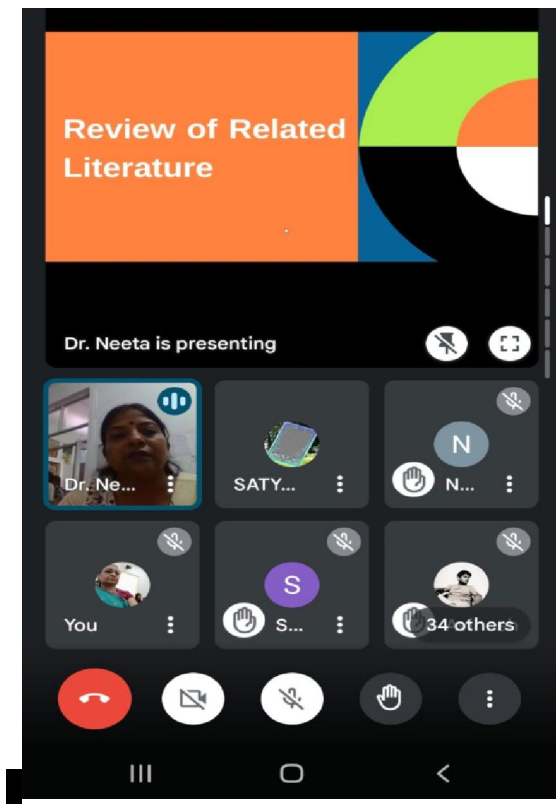 Review of Related
Literature
Dr. Neeta is presenting
Dr. Ne...
SATY...
N
N...
You
S
S...
34 others